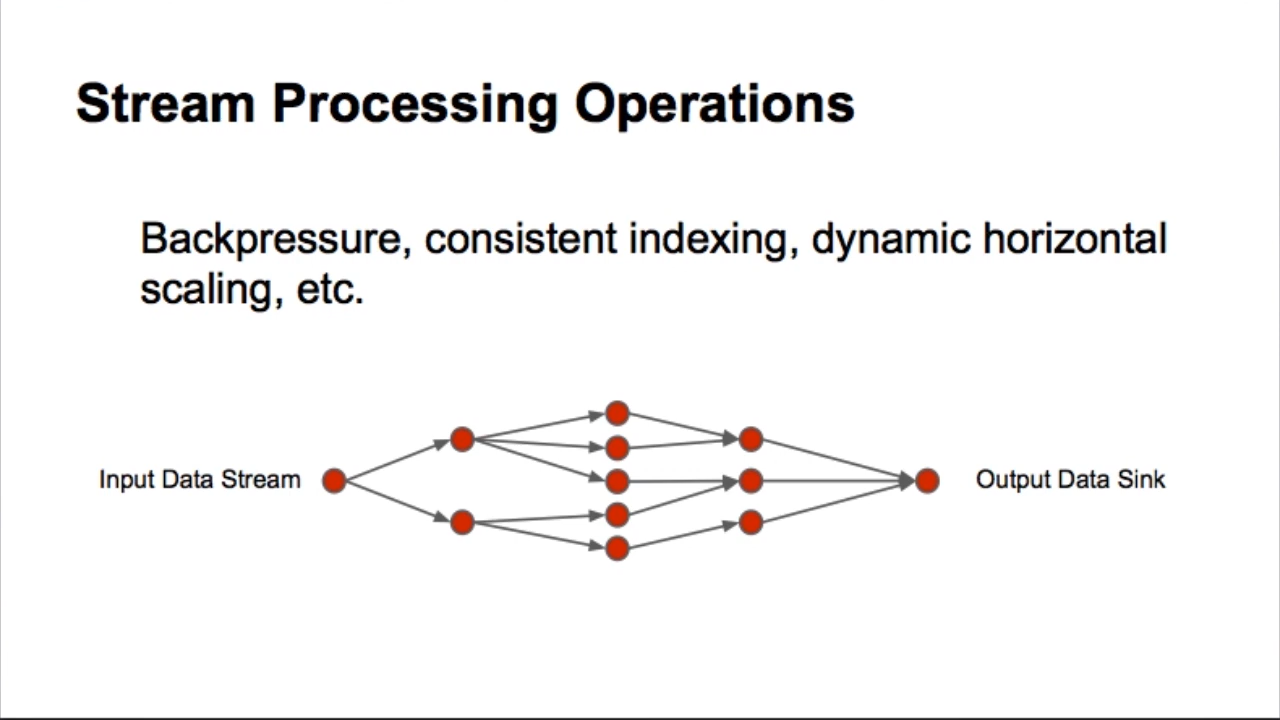 Stream Processing Operations
Backpressure, consistent indexing, dynamic horizontal
scaling, etc.
Input Data Stream
Output Data Sink